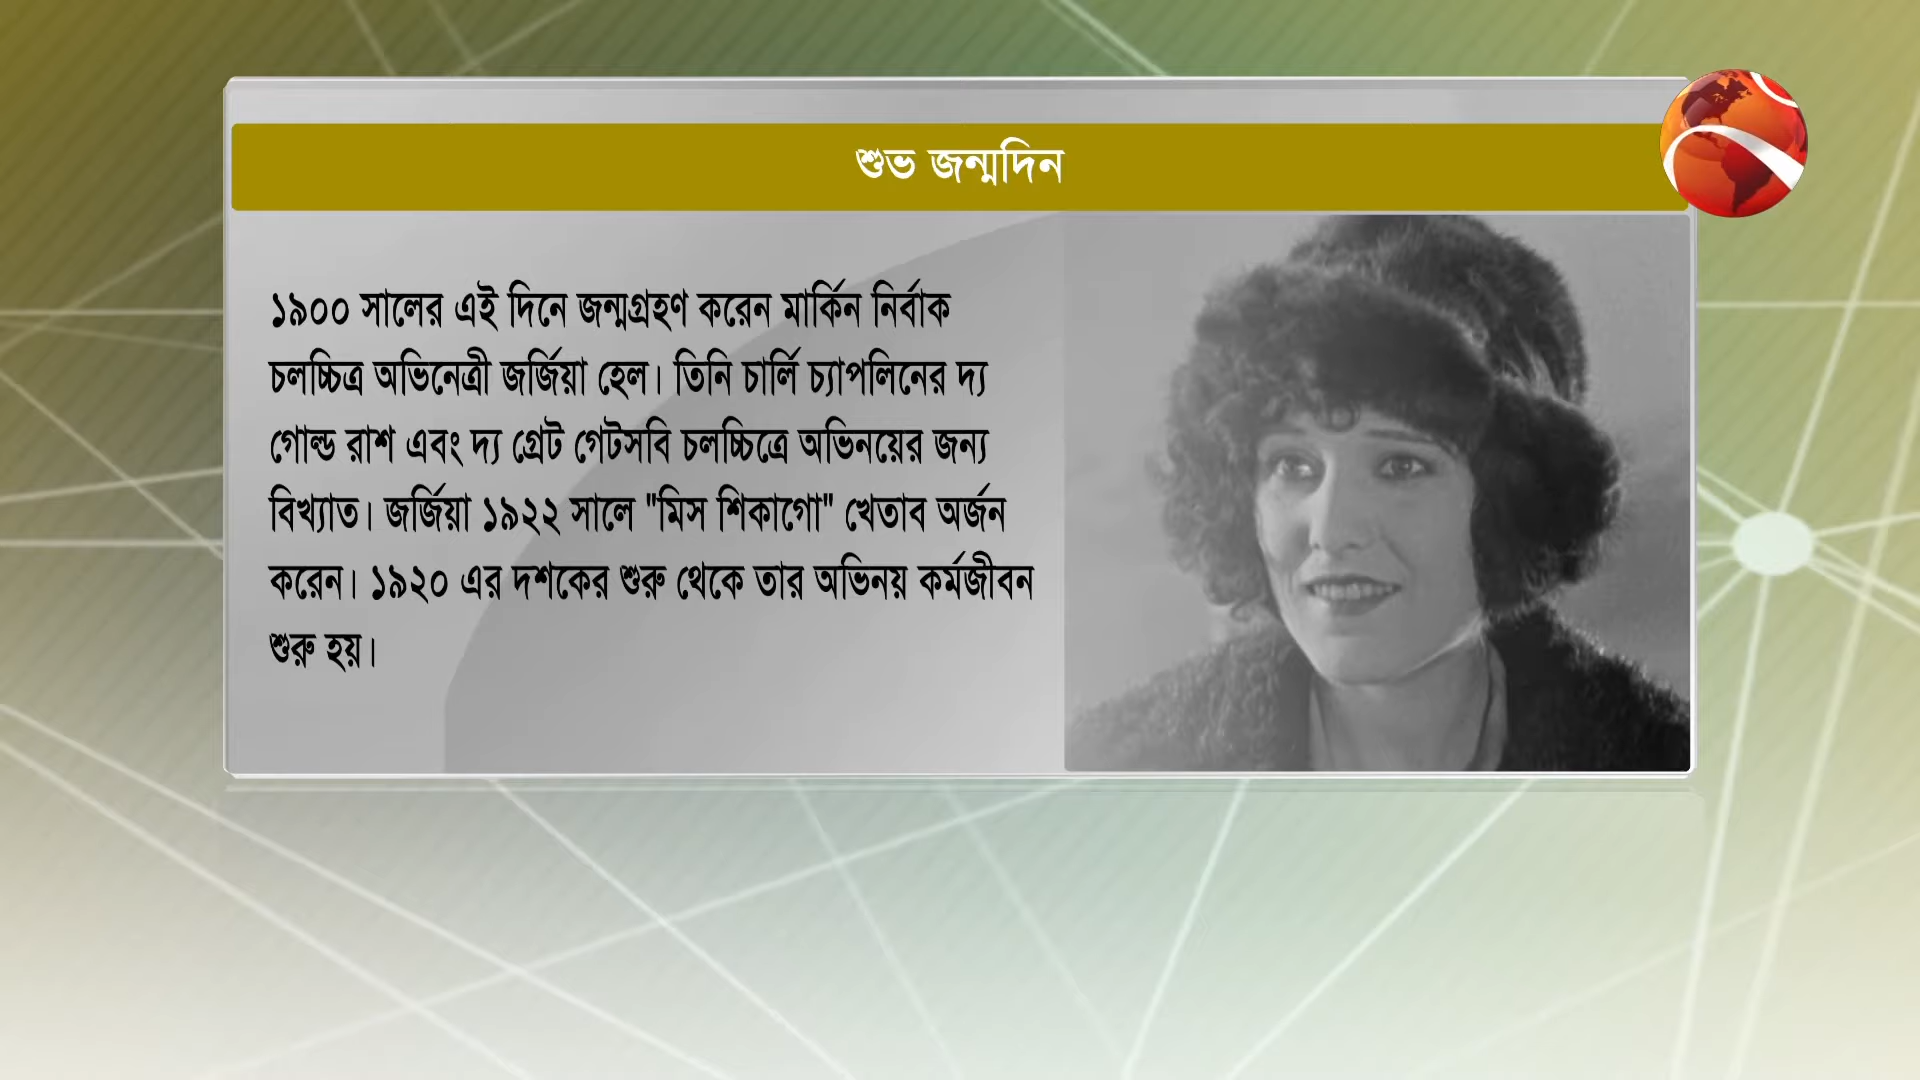 শুভ জন্মদিন
১৯০০ সালের এই দিনে জন্মগ্রহণ করেন মার্কিন নির্বাক
চলচ্চিত্র অভিনেত্রী জর্জিয়া হেল। তিনি চার্লি চ্যাপলিনের দ্য
গোল্ড রাশ এবং দ্য গ্রেট গেটসবি চলচ্চিত্রে অভিনয়ের জন্য
বিখ্যাত। জর্জিয়া ১৯২২ সালে "মিস শিকাগো" খেতাব অর্জন
করেন। ১৯২০ এর দশকের শুরু থেকে তার অভিনয় কর্মজীবন
শুরু হয়।